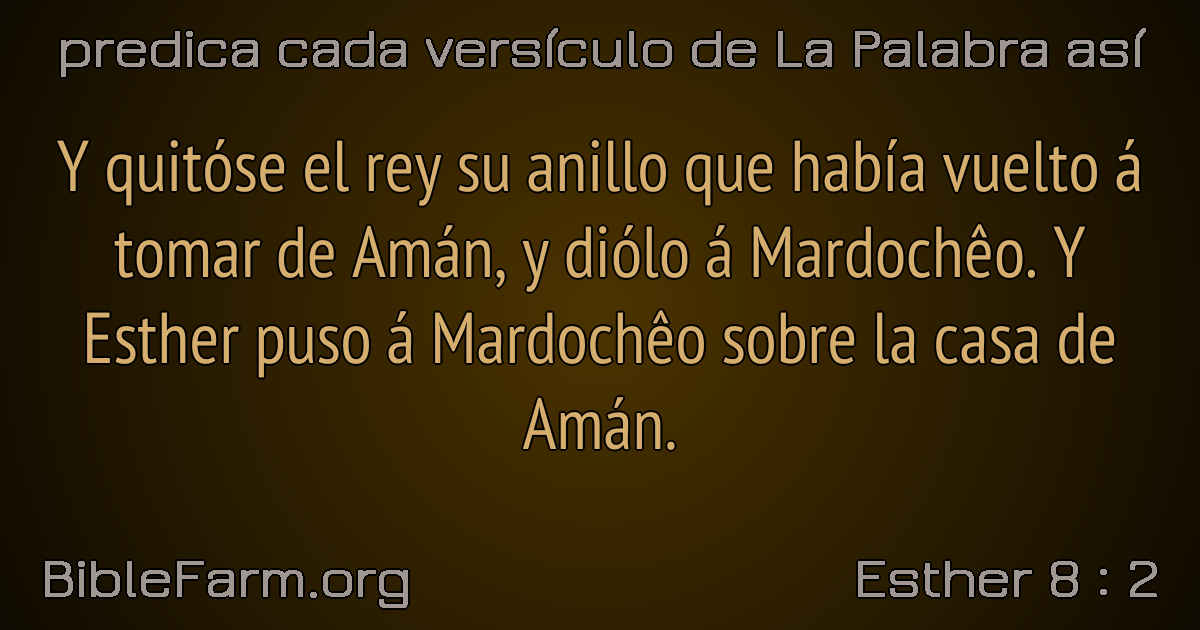 predica cada versículo de La Palabra así
Y quitóse el rey su anillo que había vuelto á
tomar de Amán, y diólo á Mardochêo. Y
Esther puso á Mardochêo sobre la casa de
Amán.
BibleFarm.org
Esther 8 : 2